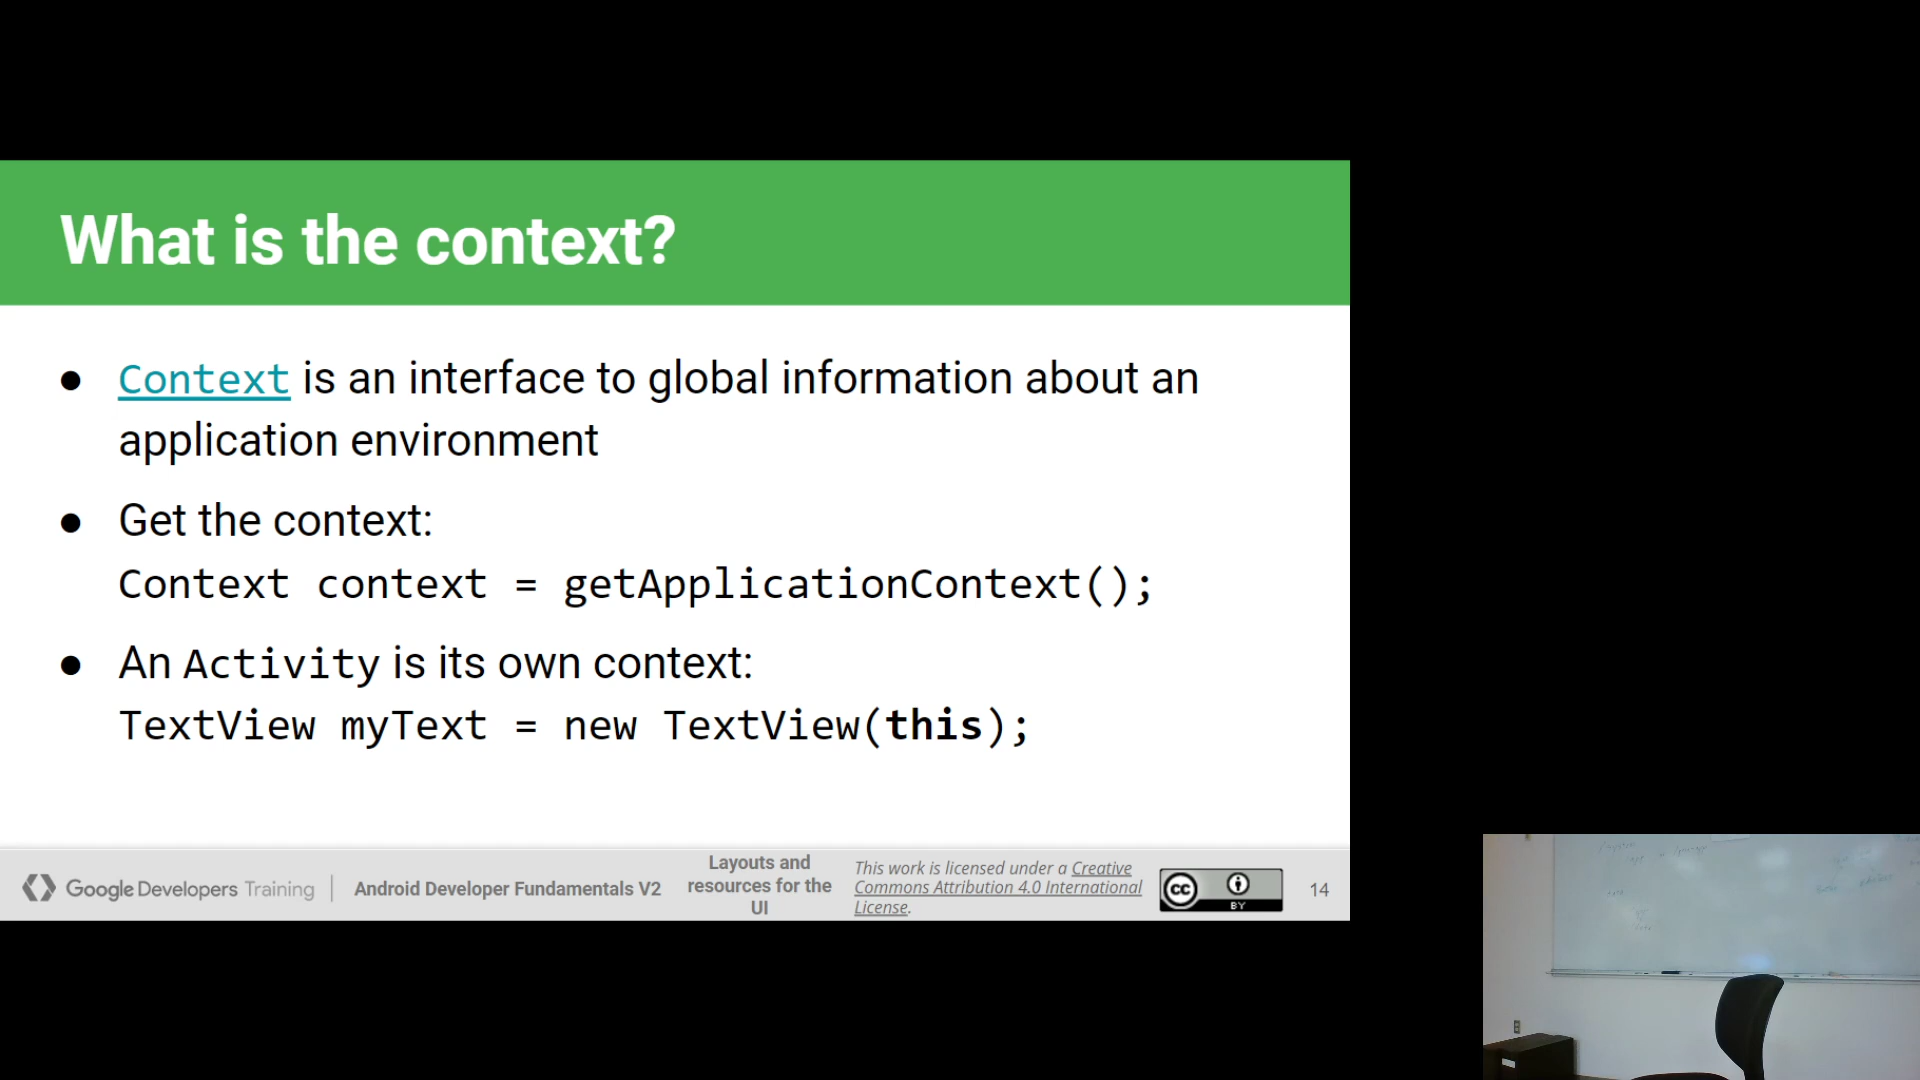 What is the context?
● Context is an interface to global information about an
application environment
● Get the context:
Context context = getApplicationContext();
● An Activity is its own context:
TextView myText = new TextView(this);
Google Developers Training
Android Developer Fundamentals V2
Layouts and
resources for the
UI
This work is licensed under a Creative
Commons Attribution 4.0 International
License.
cc
BY
14